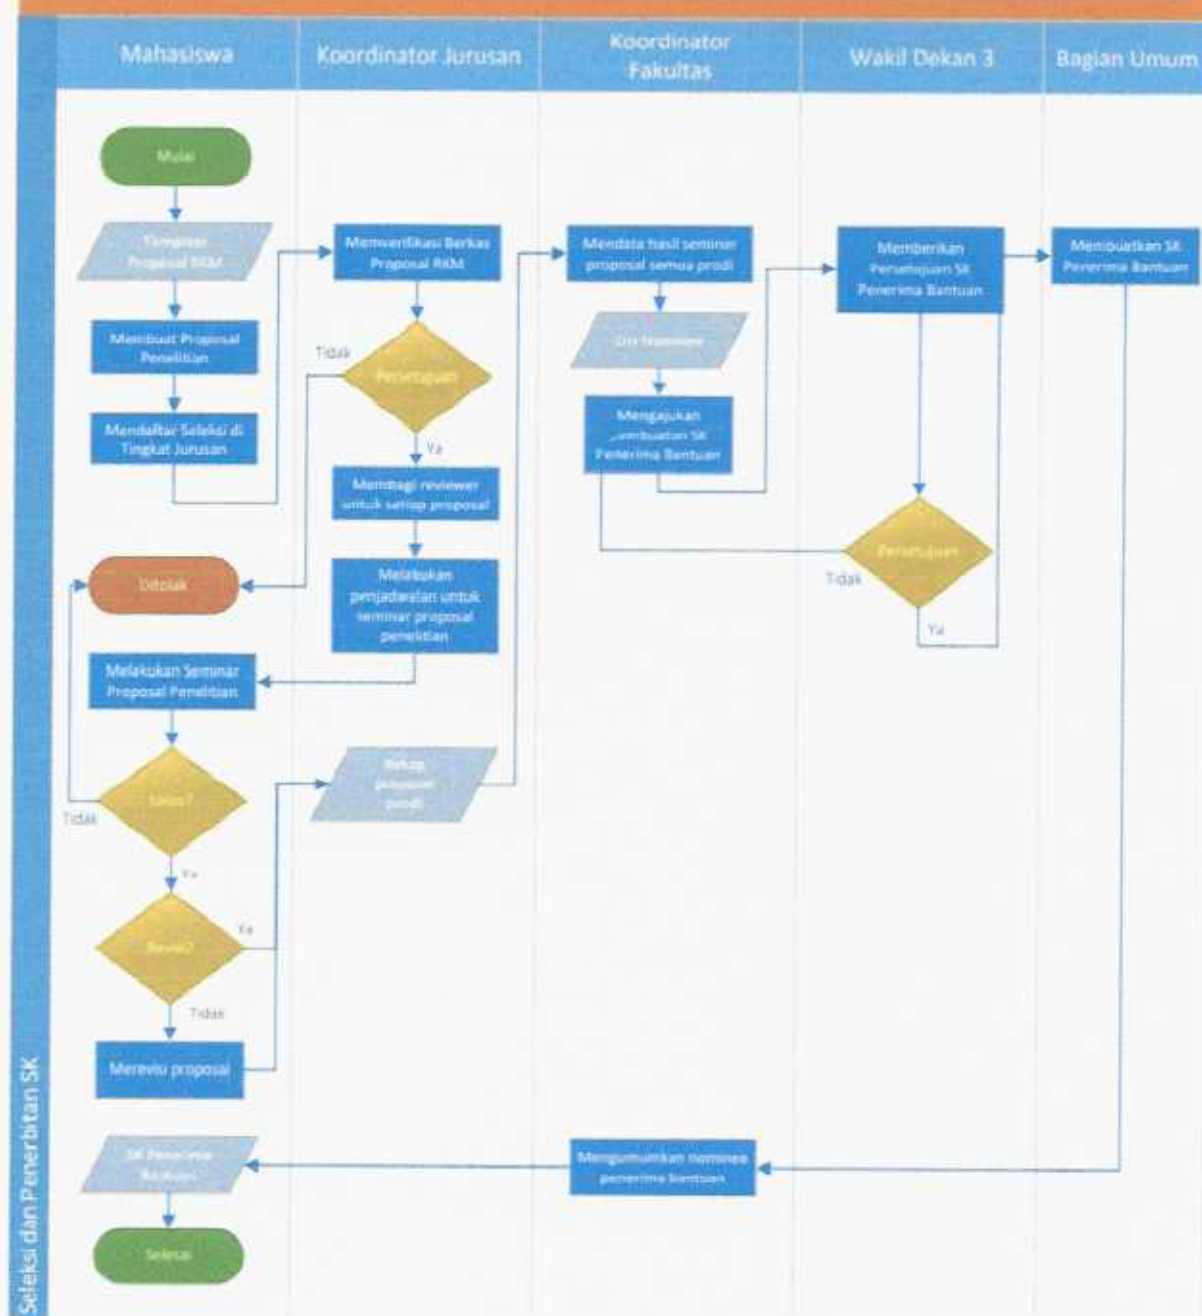 Mahasiswa
Koordinator Jurusan
Koordinator
Fakultas
Wakil Dekan 3
Bagian Umum
Seleksi dan Penerbitan SK
Mulai
Template
Proposal RKM
Membuat Proposal
Penelitian
Mendaftar Seleksi di
Tingkat Jurusan
Ditolak
Melakukan Seminar
Proposal Penelitian
Lolos?
Tidak
Ya
Revisi?
Ya
Tidak
Merevisi proposal
SK Penerima
Bantuan
Selesai
Memverifikasi Berkas
Proposal RKM
Persetujuan
Tidak
Ya
Membagi reviewer
untuk setiap proposal
Melakukan
penjadwalan untuk
seminar proposal
penelitian
Rekap
proposal
prodi
Mendata hasil seminar
proposal semua prodi
List Nominee
Mengajukan
pembuatan SK
Penerima Bantuan
Mengumumkan nominee
penerima bantuan
Memberikan
Persetujuan SK
Penerima Bantuan
Persetujuan
Tidak
Ya
Membuatkan SK
Penerima Bantuan